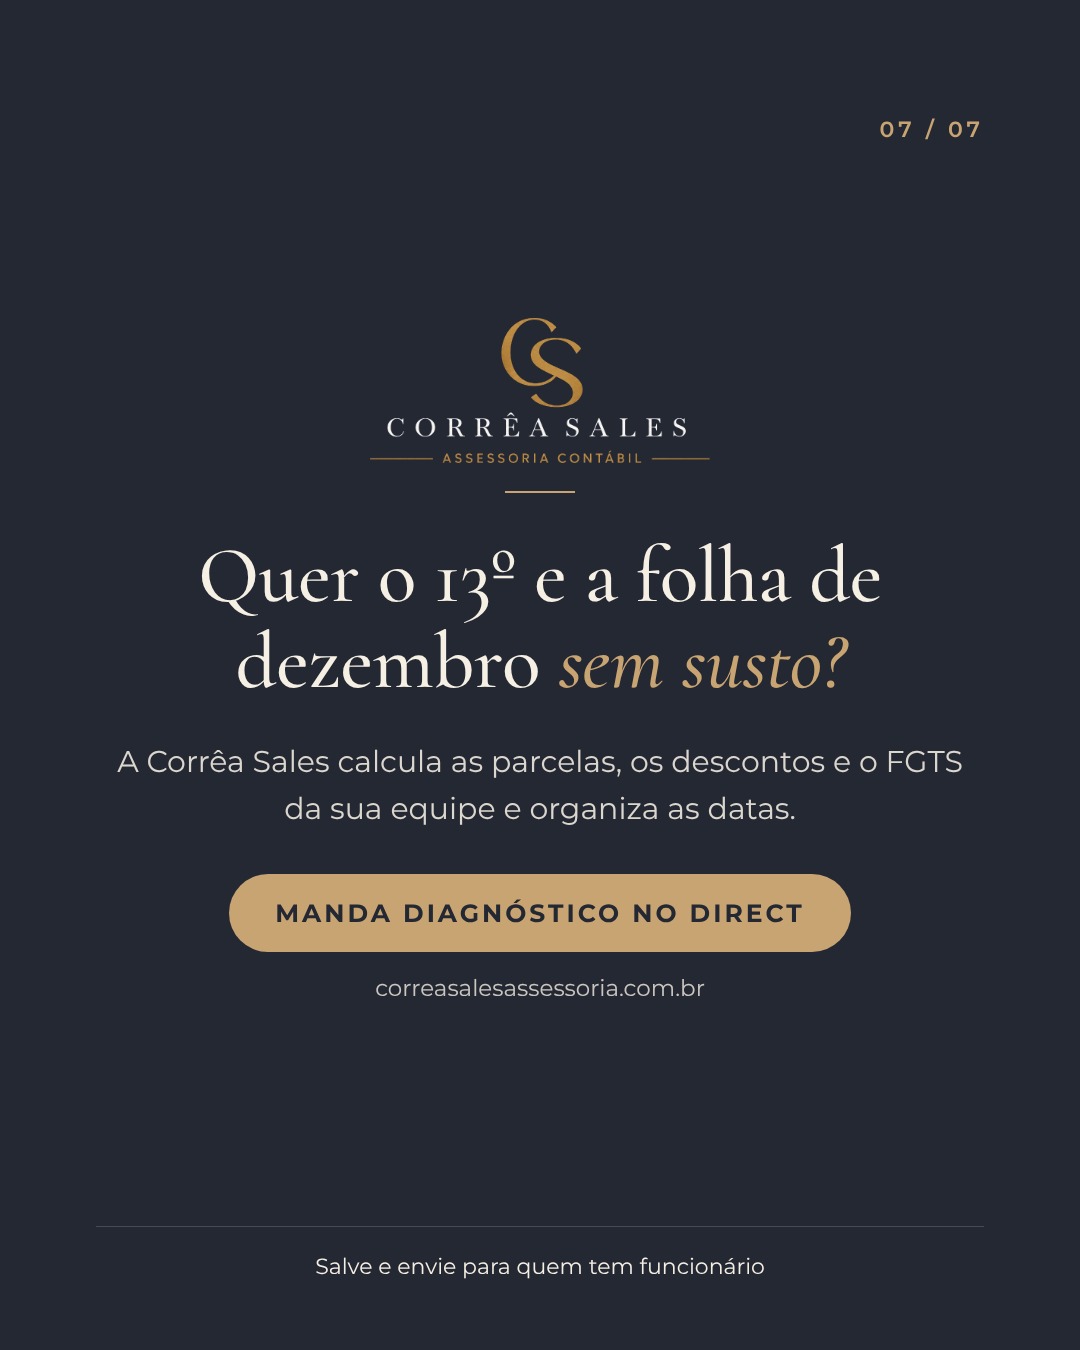 07 / 07
CS
CORRÊA SALES
ASSESSORIA CONTÁBIL
Quer o 13º e a folha de
dezembro sem susto?
A Corrêa Sales calcula as parcelas, os descontos e o FGTS
da sua equipe e organiza as datas.
MANDA DIAGNÓSTICO NO DIRECT
correasalesassessoria.com.br
Salve e envie para quem tem funcionário